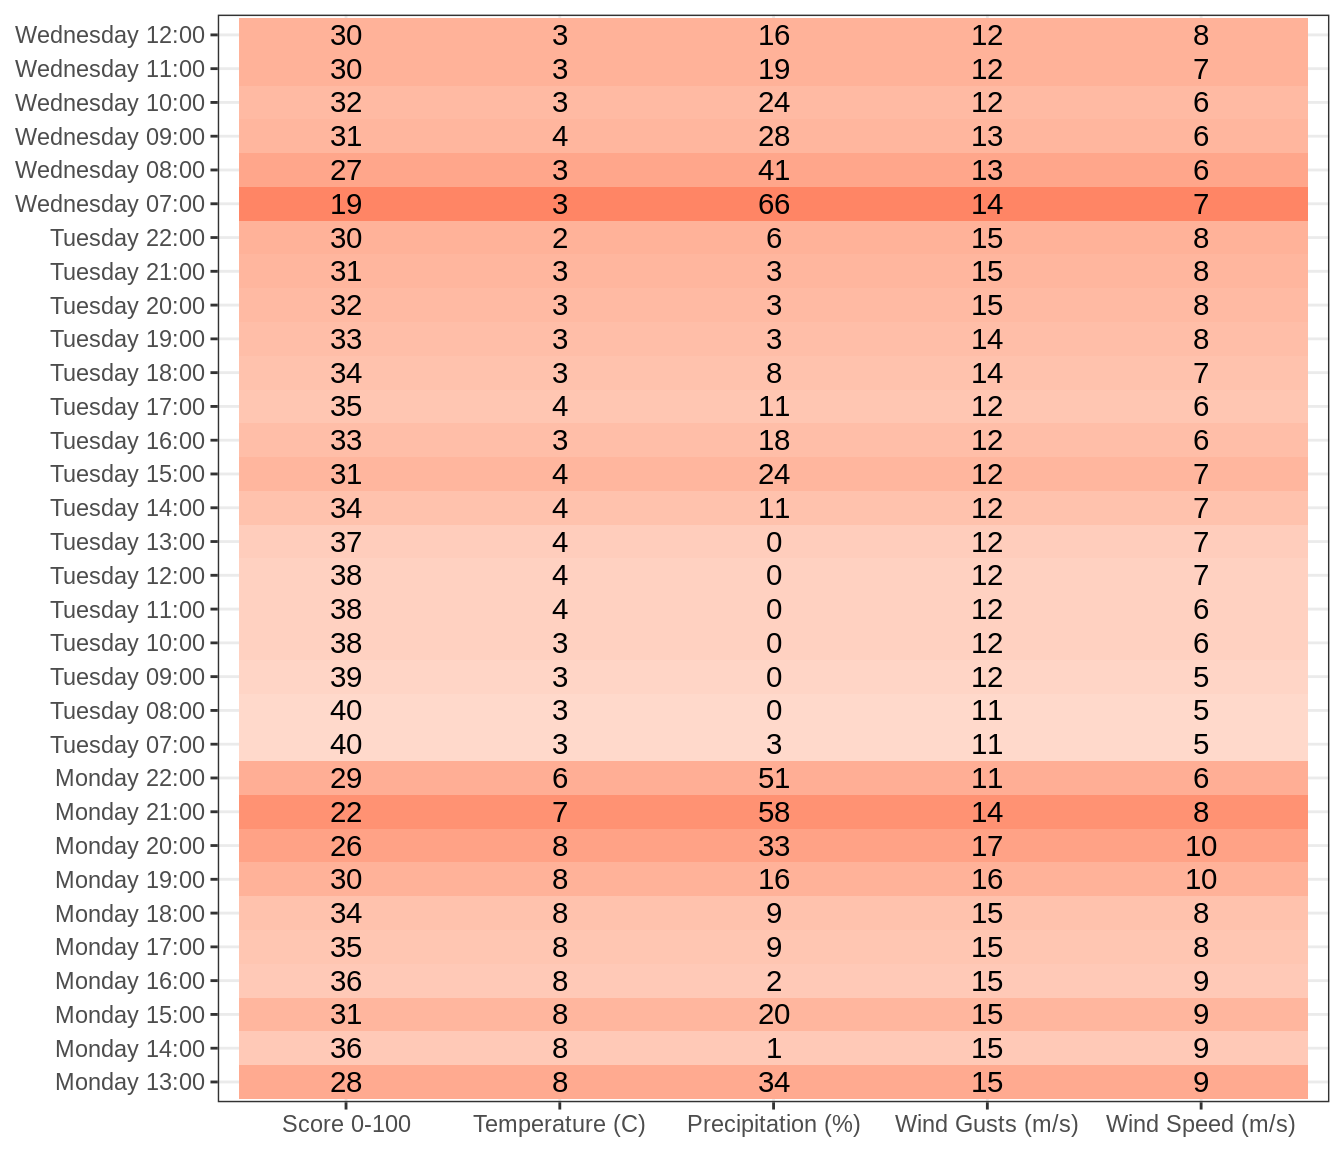 Wednesday 12:00 30 3 16 12 8
Wednesday 11:00 30 3 19 12 7
Wednesday 10:00 32 3 24 12 6
Wednesday 09:00 31 4 28 13 6
Wednesday 08:00 27 3 41 13 6
Wednesday 07:00 19 3 66 14 7
Tuesday 22:00 30 2 6 15 8
Tuesday 21:00 31 3 3 15 8
Tuesday 20:00 32 3 3 15 8
Tuesday 19:00 33 3 3 14 8
Tuesday 18:00 34 3 8 14 7
Tuesday 17:00 35 4 11 12 6
Tuesday 16:00 33 3 18 12 6
Tuesday 15:00 31 4 24 12 7
Tuesday 14:00 34 4 11 12 7
Tuesday 13:00 37 4 0 12 7
Tuesday 12:00 38 4 0 12 7
Tuesday 11:00 38 4 0 12 6
Tuesday 10:00 38 3 0 12 6
Tuesday 09:00 39 3 0 12 5
Tuesday 08:00 40 3 0 11 5
Tuesday 07:00 40 3 3 11 5
Monday 22:00 29 6 51 11 6
Monday 21:00 22 7 58 14 8
Monday 20:00 26 8 33 17 10
Monday 19:00 30 8 16 16 10
Monday 18:00 34 8 9 15 8
Monday 17:00 35 8 9 15 8
Monday 16:00 36 8 2 15 9
Monday 15:00 31 8 20 15 9
Monday 14:00 36 8 1 15 9
Monday 13:00 28 8 34 15 9
Score 0-100 Temperature (C) Precipitation (%) Wind Gusts (m/s) Wind Speed (m/s)